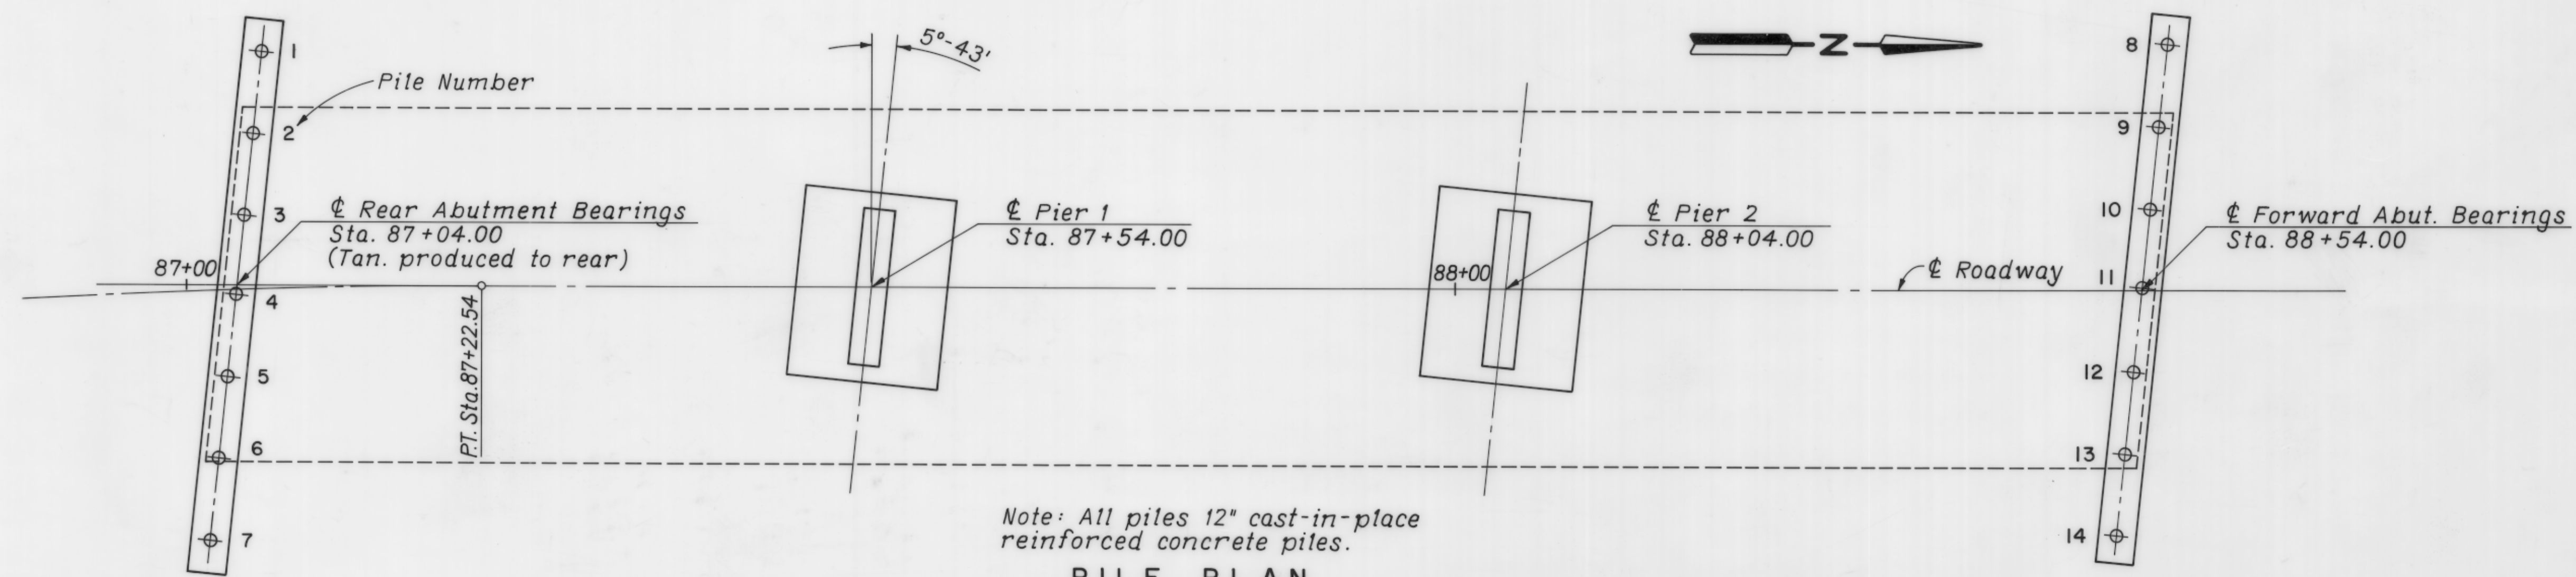 1
5°-43'
N
8
Pile Number
2
9
3
℄ Rear Abutment Bearings
Sta. 87+04.00
(Tan. produced to rear)
℄ Pier 1
Sta. 87+54.00
℄ Pier 2
Sta. 88+04.00
10
℄ Forward Abut. Bearings
Sta. 88+54.00
87+00
88+00
℄ Roadway
11
4
P.T. Sta.87+22.54
5
12
6
13
7
Note: All piles 12" cast-in-place
reinforced concrete piles.
14
PILE PLAN